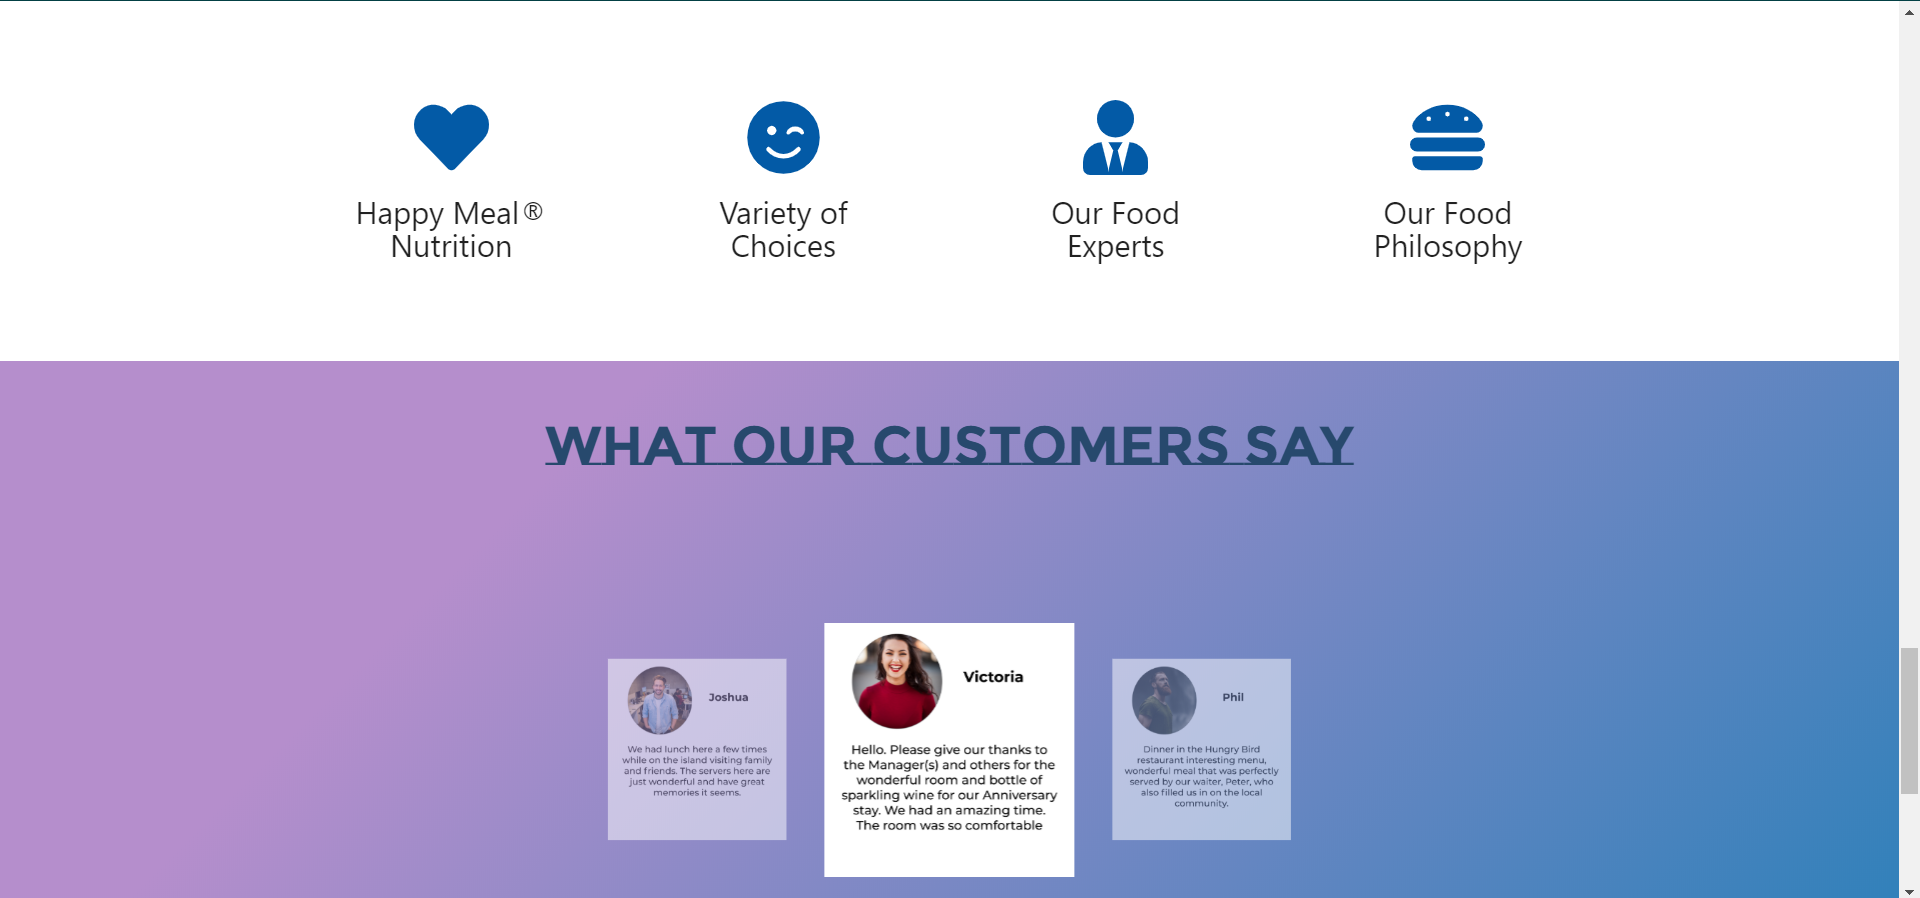 Happy Meal®
Nutrition
Variety of
Choices
Our Food
Experts
Our Food
Philosophy
WHAT OUR CUSTOMERS SAY
Joshua
We had lunch here a few times
while on the island visiting family
and friends. The servers here are
just wonderful and have great
memories it seems.
Victoria
Hello. Please give our thanks to
the Manager(s) and others for the
wonderful room and bottle of
sparkling wine for our Anniversary
stay. We had an amazing time.
The room was so comfortable
Phil
Dinner in the Hungry Bird
restaurant interesting menu,
wonderful meal that was perfectly
served by our waiter, Peter, who
also filled us in on the local
community.